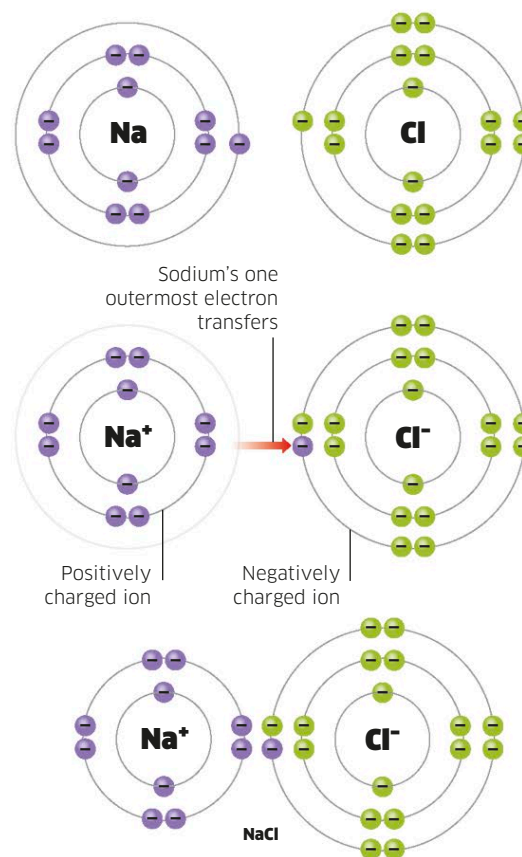 Na
Cl
Sodium's one
outermost electron
transfers
Na⁺
Cl⁻
Positively
charged ion
Negatively
charged ion
Na⁺
Cl⁻
NaCl